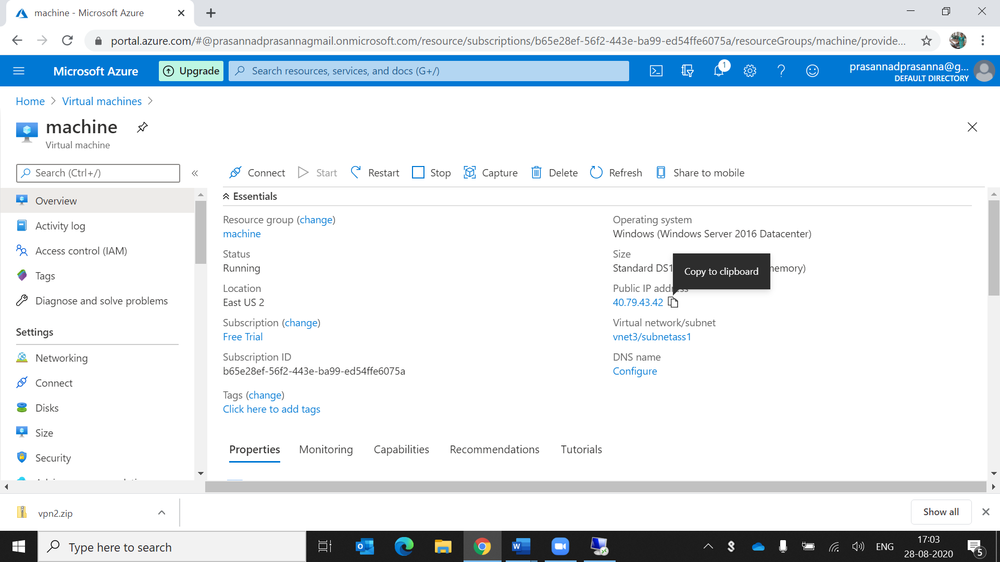 machine - Microsoft Azure
portal.azure.com/#@prasannadprasannagmail.onmicrosoft.com/resource/subscriptions/b65e28ef-56f2-443e-ba99-ed54ffe6075a/resourceGroups/machine/provide...
Microsoft Azure
Upgrade
Search resources, services, and docs (G+/)
1
prasannadprasanna@g...
DEFAULT DIRECTORY
Home > Virtual machines >
machine
Virtual machine
Search (Ctrl+/)
«
Connect
Start
Restart
Stop
Capture
Delete
Refresh
Share to mobile
Overview
Activity log
Access control (IAM)
Tags
Diagnose and solve problems
Settings
Networking
Connect
Disks
Size
Security
Essentials
Resource group (change)
machine
Status
Running
Location
East US 2
Subscription (change)
Free Trial
Subscription ID
b65e28ef-56f2-443e-ba99-ed54ffe6075a
Tags (change)
Click here to add tags
Operating system
Windows (Windows Server 2016 Datacenter)
Size
Standard DS1
Copy to clipboard
Public IP address
40.79.43.42
Virtual network/subnet
vnet3/subnetass1
DNS name
Configure
Properties
Monitoring
Capabilities
Recommendations
Tutorials
vpn2.zip
Show all
Type here to search
ENG
17:03
28-08-2020
5